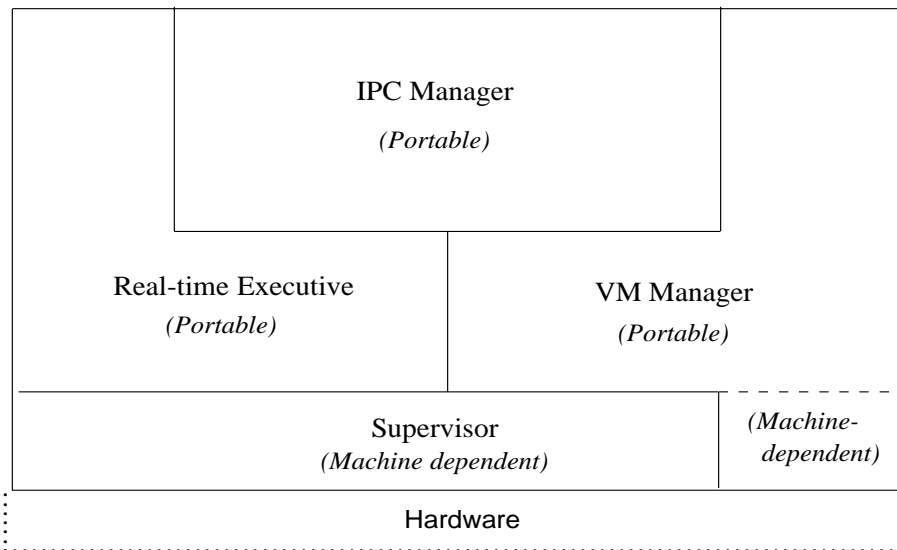 IPC Manager
(Portable)
Real-time Executive
(Portable)
VM Manager
(Portable)
Supervisor
(Machine dependent)
(Machine-
dependent)
Hardware